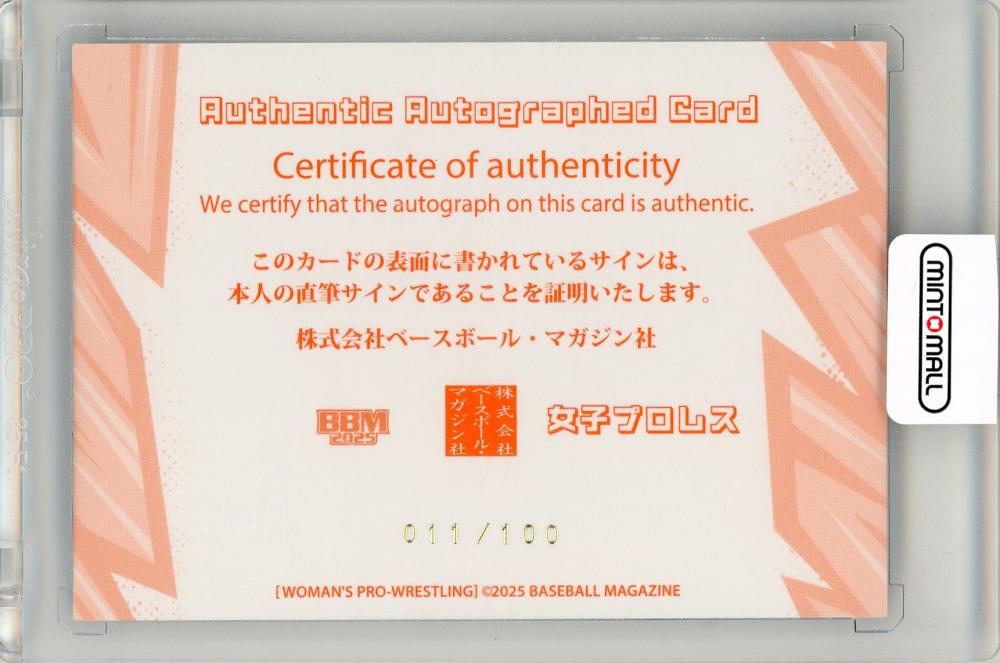 Authentic Autographed Card
Certificate of authenticity
We certify that the autograph on this card is authentic.
このカードの表面に書かれているサインは、
本人の直筆サインであることを証明いたします。
株式会社ベースボール・マガジン社
BBM
2025
株式会社
ベースボール・
マガジン社
女子プロレス
011/100
[WOMAN'S PRO-WRESTLING] ©2025 BASEBALL MAGAZINE
MINT MALL